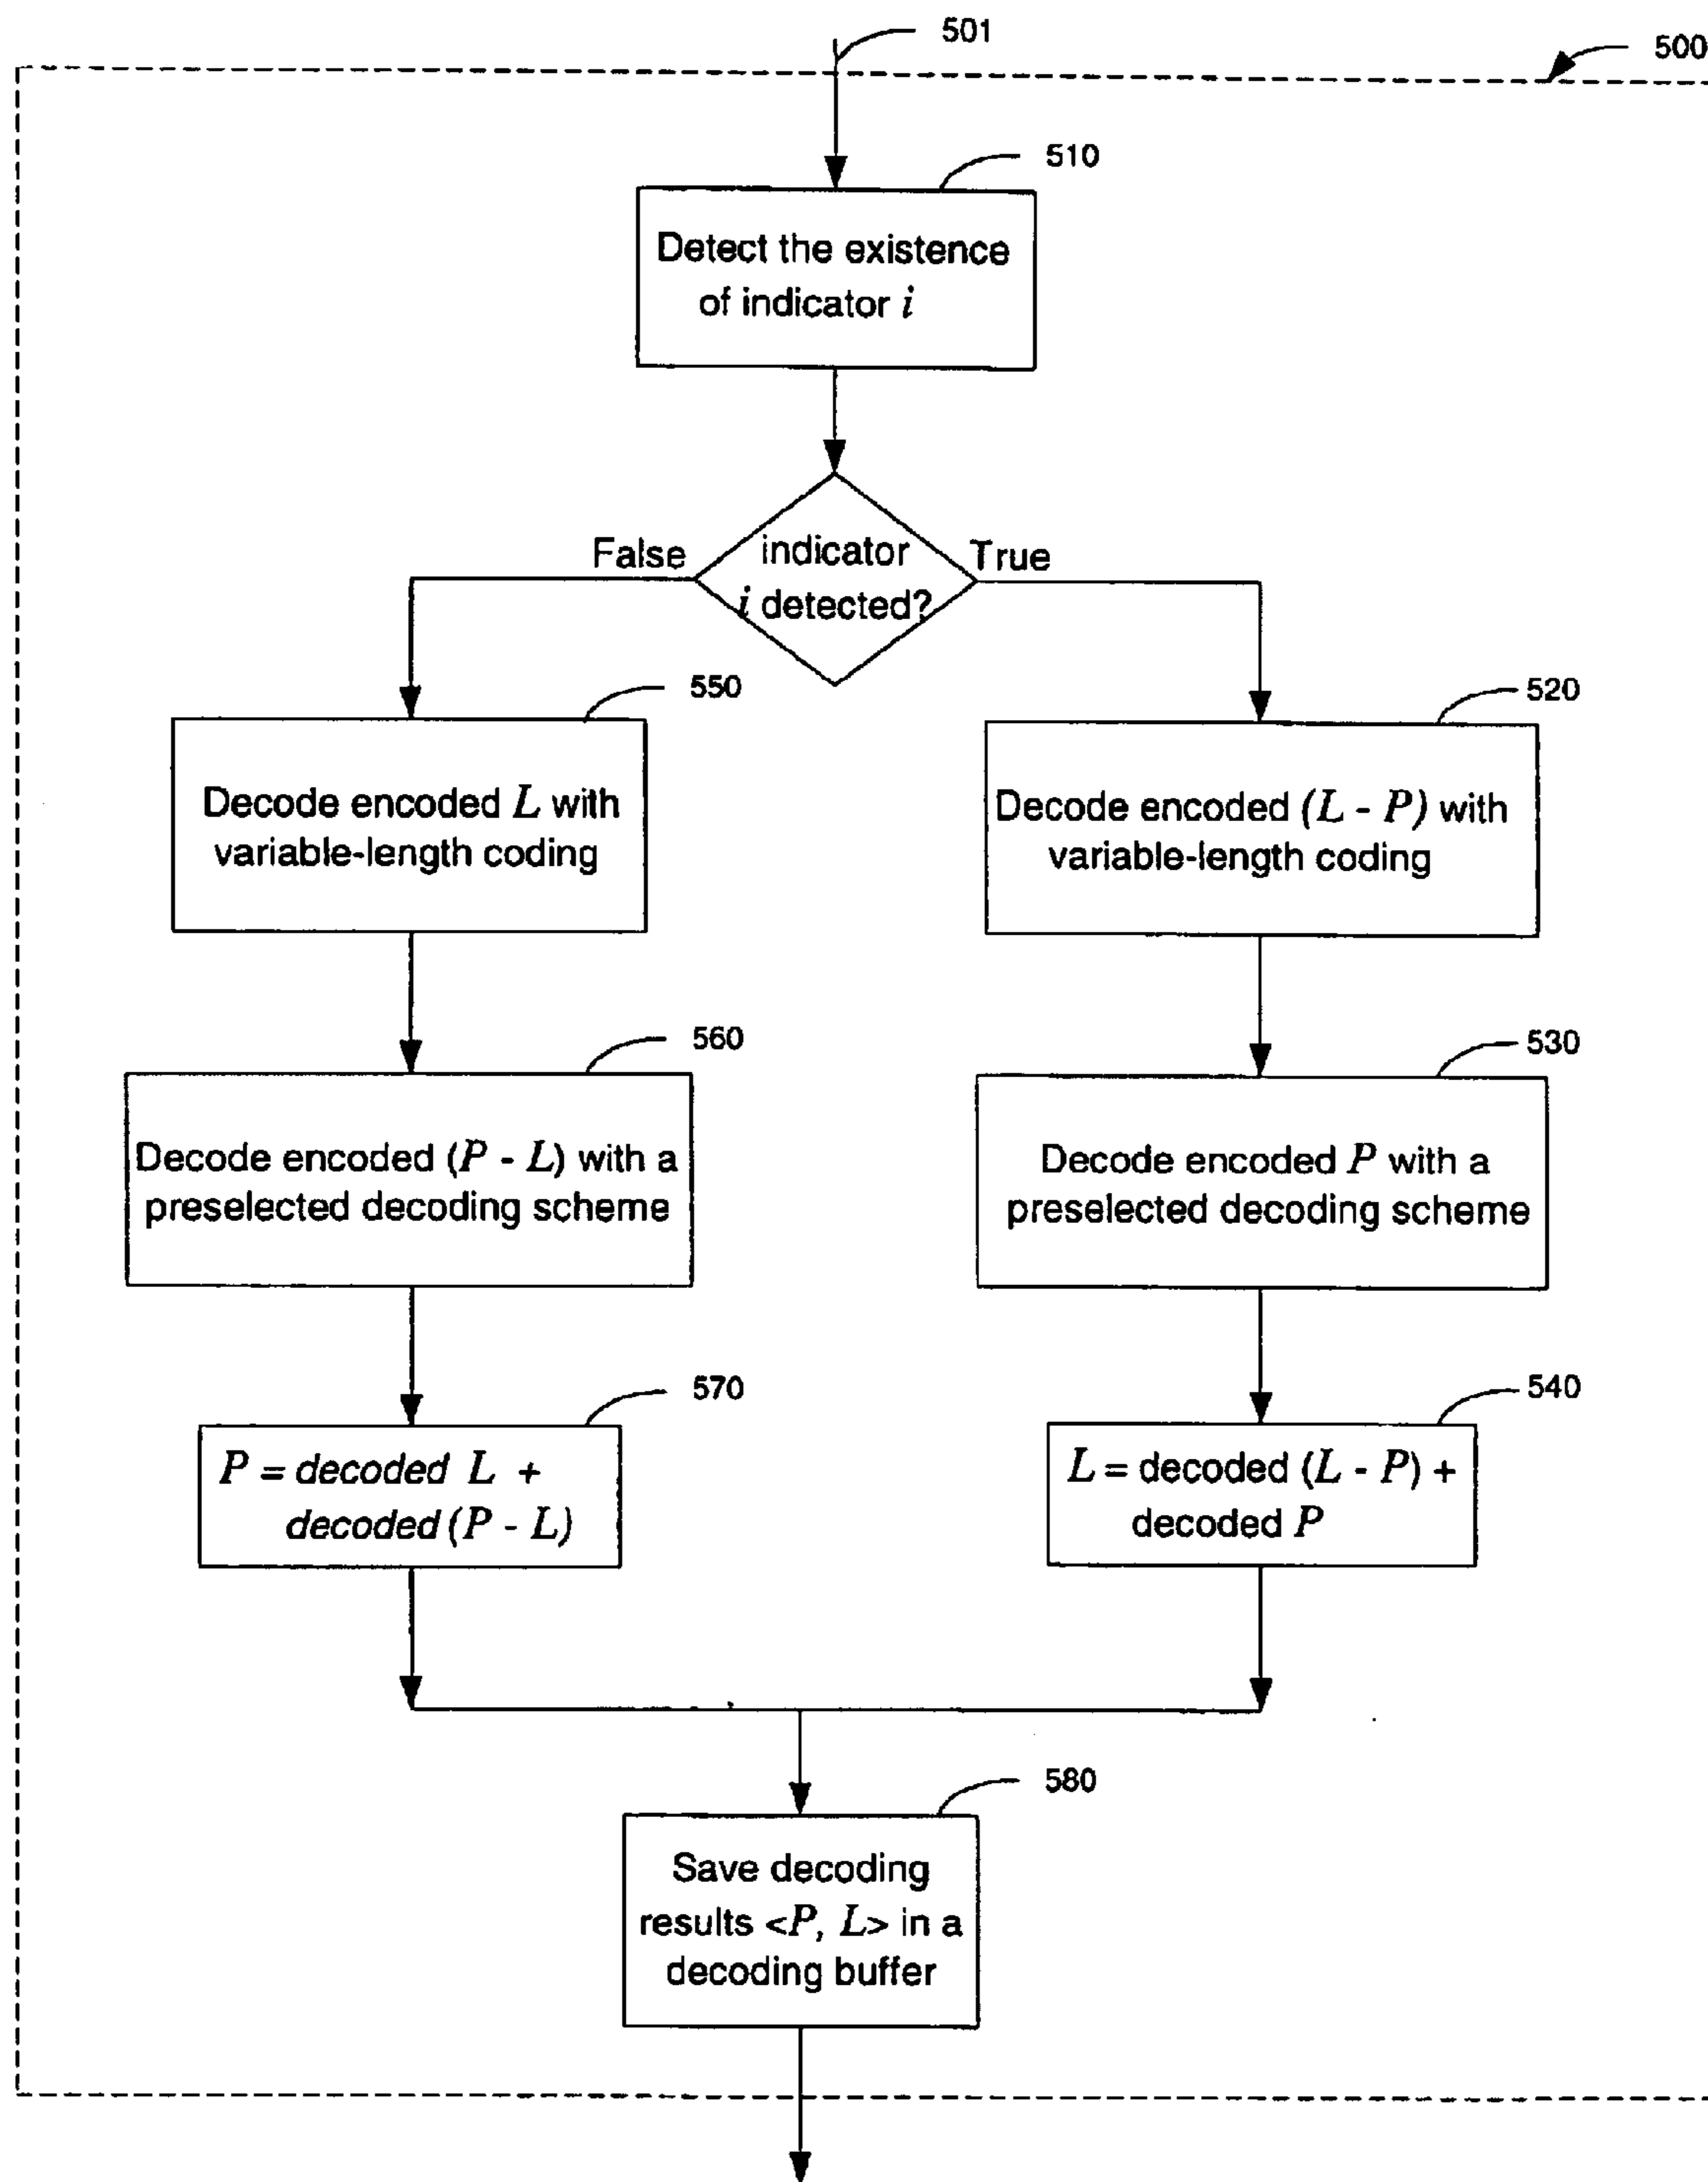 501
500
510
Detect the existence
of indicator i
False
indicator
i detected?
True
550
520
Decode encoded L with
variable-length coding
Decode encoded (L - P) with
variable-length coding
560
530
Decode encoded (P - L) with a
preselected decoding scheme
Decode encoded P with a
preselected decoding scheme
570
540
P = decoded L +
decoded (P - L)
L = decoded (L - P) +
decoded P
580
Save decoding
results <P, L> in a
decoding buffer